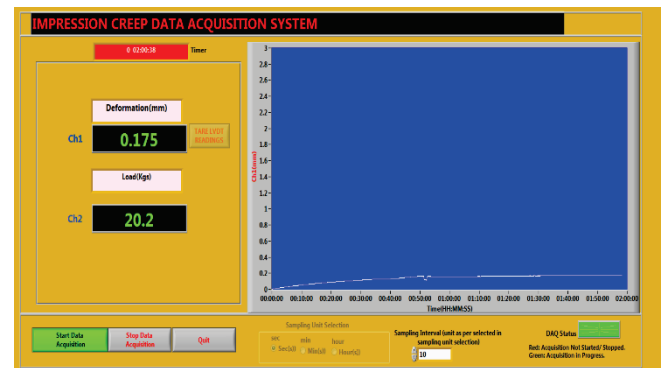 IMPRESSION CREEP DATA ACQUISITION SYSTEM
0 02:00:38 Timer
Deformation(mm)
Ch1 0.175 TARE LVDT
READINGS
Load(Kgs)
Ch2 20.2
3-
2.8-
2.6-
2.4-
2.2-
2-
1.8-
1.6-
1.4-
1.2-
1-
0.8-
0.6-
0.4-
0.2-
0-
Ch1(mm)
00:00:00 00:10:00 00:20:00 00:30:00 00:40:00 00:50:00 01:00:00 01:10:00 01:20:00 01:30:00 01:40:00 01:50:00 02:00:00
Time(HH:MM:SS)
Start Data
Acquisition
Stop Data
Acquisition
Quit
Sampling Unit Selection
sec min hour
Sec(s) Min(s) Hour(s)
Sampling Interval (unit as per selected in
sampling unit selection)
10
DAQ Status
Red: Acquisition Not Started/ Stopped.
Green: Acquisition in Progress.